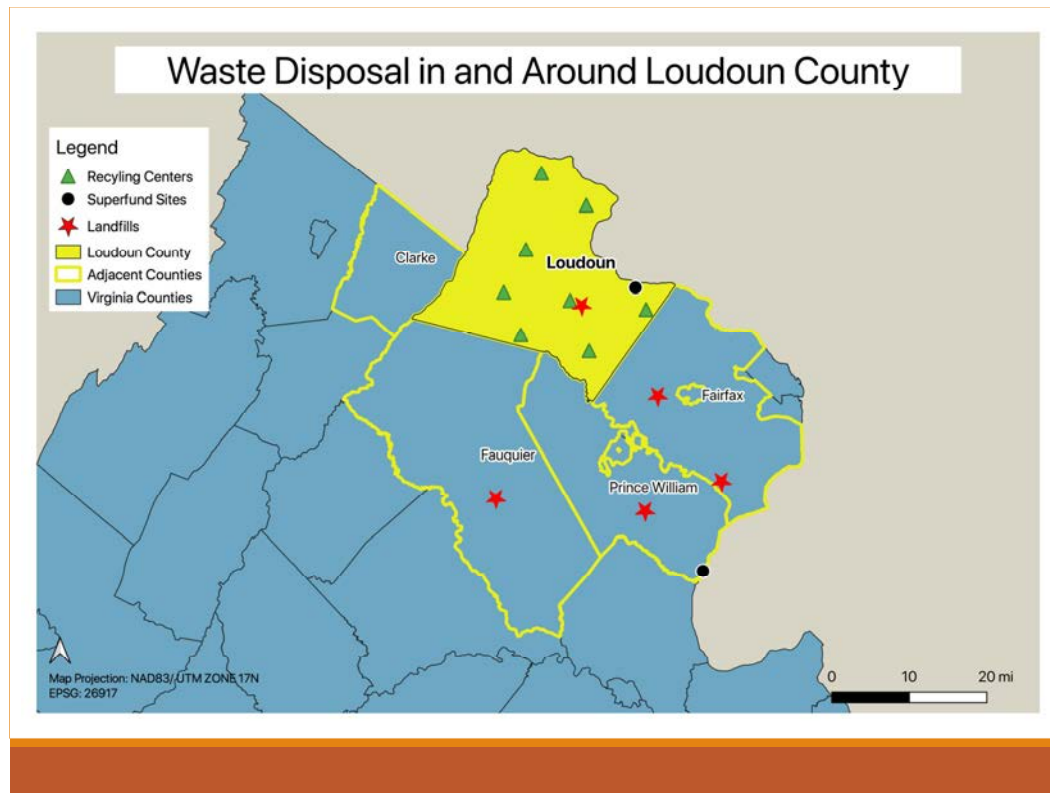 Waste Disposal in and Around Loudoun County
Legend
Recyling Centers
Superfund Sites
Landfills
Loudoun County
Adjacent Counties
Virginia Counties
Clarke
Loudoun
Fairfax
Fauquier
Prince William
Map Projection: NAD83/ UTM ZONE 17N
EPSG: 26917
0 10 20 mi